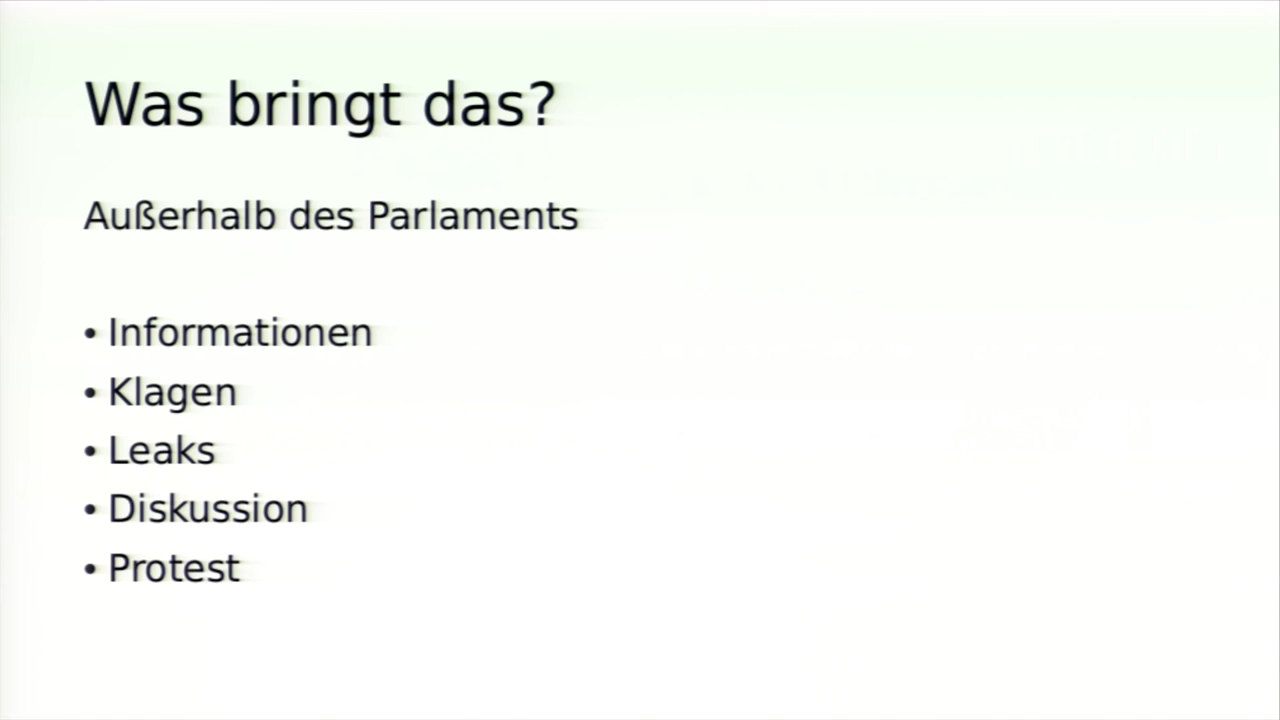 Was bringt das?
Außerhalb des Parlaments
• Informationen
• Klagen
• Leaks
• Diskussion
• Protest